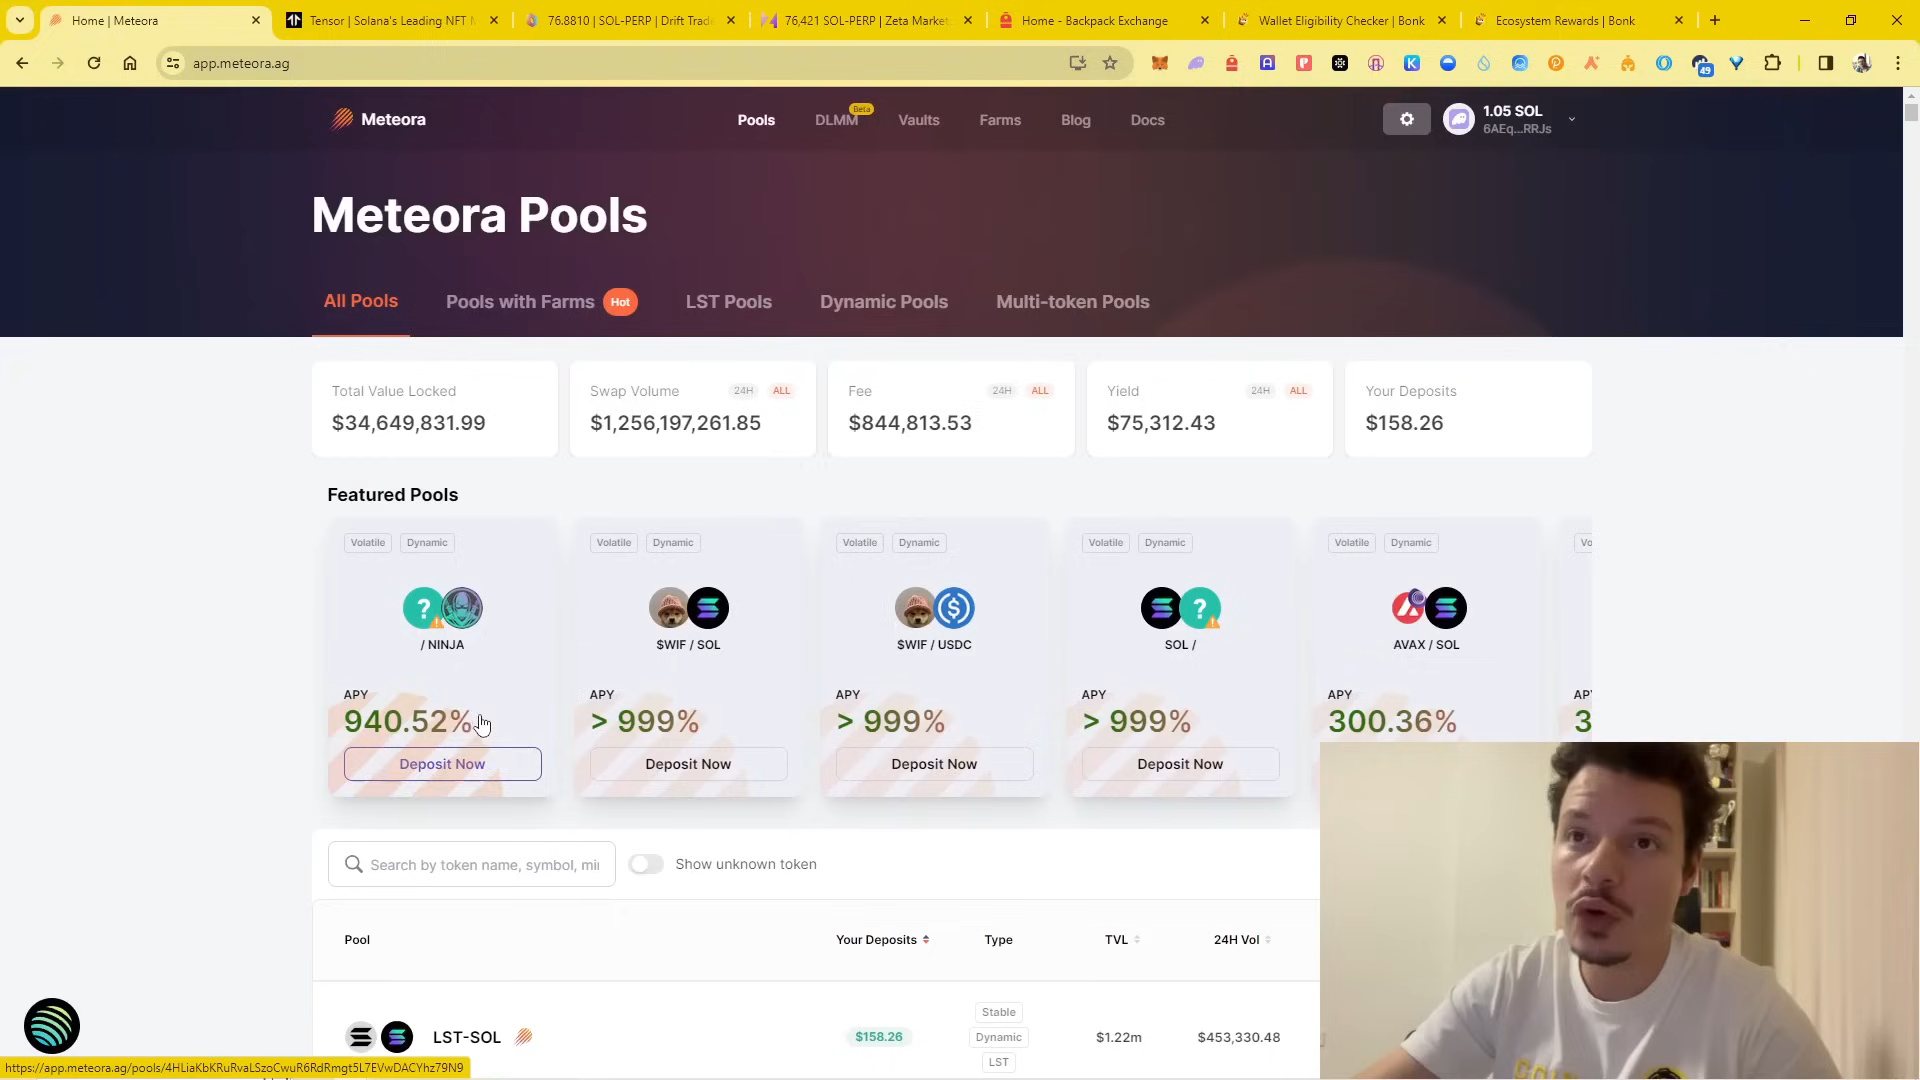 Home | Meteora
Tensor | Solana's Leading NFT M
76.8810 | SOL-PERP | Drift Trade
76,421 SOL-PERP | Zeta Market
Home - Backpack Exchange
Wallet Eligibility Checker | Bonk
Ecosystem Rewards | Bonk
app.meteora.ag
49
Meteora
Pools
DLMM
Beta
Vaults
Farms
Blog
Docs
1.05 SOL
6AEq...RRJs
Meteora Pools
All Pools
Pools with Farms
Hot
LST Pools
Dynamic Pools
Multi-token Pools
Total Value Locked
$34,649,831.99
Swap Volume 24H ALL
$1,256,197,261.85
Fee 24H ALL
$844,813.53
Yield 24H ALL
$75,312.43
Your Deposits
$158.26
Featured Pools
Volatile Dynamic
/ NINJA
APY
940.52%
Deposit Now
Volatile Dynamic
$WIF / SOL
APY
> 999%
Deposit Now
Volatile Dynamic
$WIF / USDC
APY
> 999%
Deposit Now
Volatile Dynamic
SOL /
APY
> 999%
Deposit Now
Volatile Dynamic
AVAX / SOL
APY
300.36%
Vo
AP
3
Search by token name, symbol, mi
Show unknown token
Pool
Your Deposits
Type
TVL
24H Vol
LST-SOL
$158.26
Stable
Dynamic
LST
$1.22m
$453,330.48
https://app.meteora.ag/pools/4HLiaKbKRuRvaLSzoCwuR6RdRmgt5L7EVwDACYhz79N9